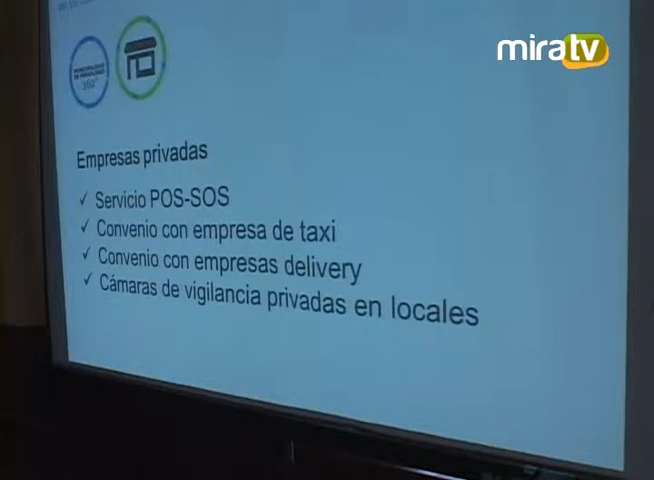 miratv
360°
Empresas privadas
✓ Servicio POS-SOS
✓ Convenio con empresa de taxi
✓ Convenio con empresas delivery
✓ Cámaras de vigilancia privadas en locales